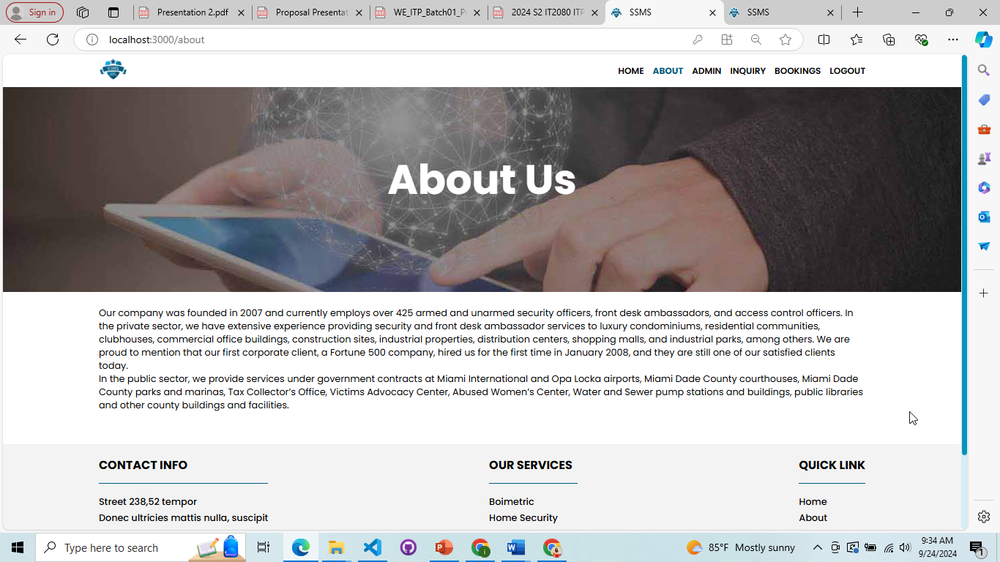 Sign in
Presentation 2.pdf
Proposal Presentat
WE_ITP_Batch01_P
2024 S2 IT2080 ITP
SSMS
SSMS
localhost:3000/about
SSMS
HOME ABOUT ADMIN INQUIRY BOOKINGS LOGOUT
About Us
Our company was founded in 2007 and currently employs over 425 armed and unarmed security officers, front desk ambassadors, and access control officers. In
the private sector, we have extensive experience providing security and front desk ambassador services to luxury condominiums, residential communities,
clubhouses, commercial office buildings, construction sites, industrial properties, distribution centers, shopping malls, and industrial parks, among others. We are
proud to mention that our first corporate client, a Fortune 500 company, hired us for the first time in January 2008, and they are still one of our satisfied clients
today.
In the public sector, we provide services under government contracts at Miami International and Opa Locka airports, Miami Dade County courthouses, Miami Dade
County parks and marinas, Tax Collector’s Office, Victims Advocacy Center, Abused Women’s Center, Water and Sewer pump stations and buildings, public libraries
and other county buildings and facilities.
CONTACT INFO
Street 238,52 tempor
Donec ultricies mattis nulla, suscipit
OUR SERVICES
Boimetric
Home Security
QUICK LINK
Home
About
Type here to search
85°F Mostly sunny
9:34 AM
9/24/2024
1